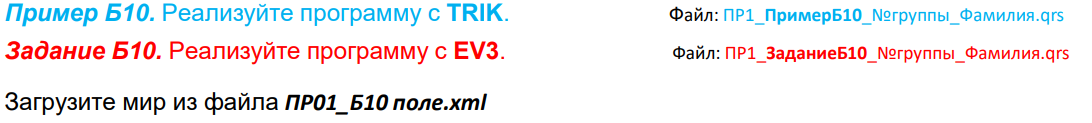 Пример Б10. Реализуйте программу с TRIK. Файл: ПР1_ПримерБ10_№группы_Фамилия.qrs
Задание Б10. Реализуйте программу с EV3. Файл: ПР1_ЗаданиеБ10_№группы_Фамилия.qrs
Загрузите мир из файла ПР01_Б10 поле.xml